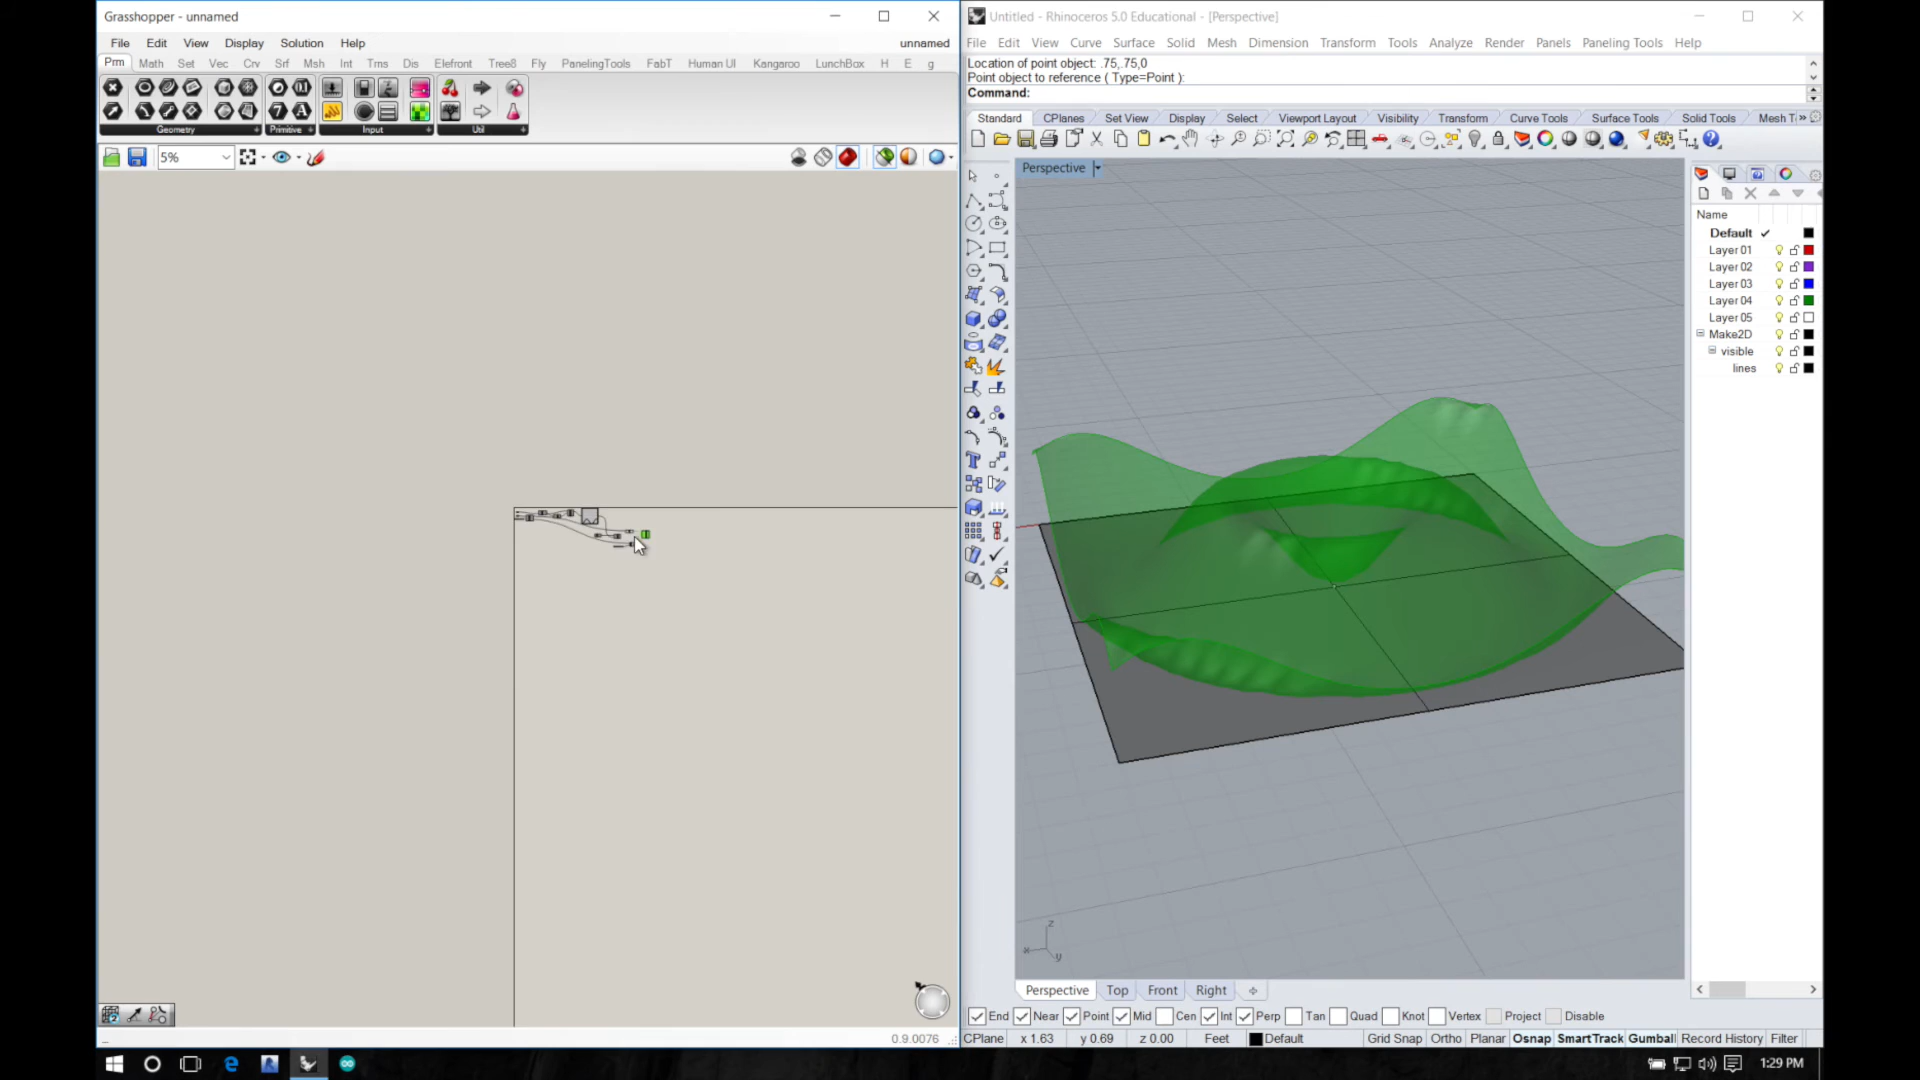 Grasshopper - unnamed
File Edit View Display Solution Help
unnamed
Prm Math Set Vec Crv Srf Msh Int Trns Dis Elefront Tree8 Fly PanelingTools FabT Human UI Kangaroo LunchBox H E g
Geometry Primitive Input Util
5%
0.9.0076
Untitled - Rhinoceros 5.0 Educational - [Perspective]
File Edit View Curve Surface Solid Mesh Dimension Transform Tools Analyze Render Panels Paneling Tools Help
Location of point object: .75,.75,0
Point object to reference ( Type=Point ):
Command:
Standard CPlanes Set View Display Select Viewport Layout Visibility Transform Curve Tools Surface Tools Solid Tools Mesh T
Perspective
Name
Default
Layer 01
Layer 02
Layer 03
Layer 04
Layer 05
Make2D
visible
lines
z
x
y
Perspective Top Front Right
End Near Point Mid Cen Int Perp Tan Quad Knot Vertex Project Disable
CPlane x 1.63 y 0.69 z 0.00 Feet Default Grid Snap Ortho Planar Osnap SmartTrack Gumball Record History Filter
1:29 PM